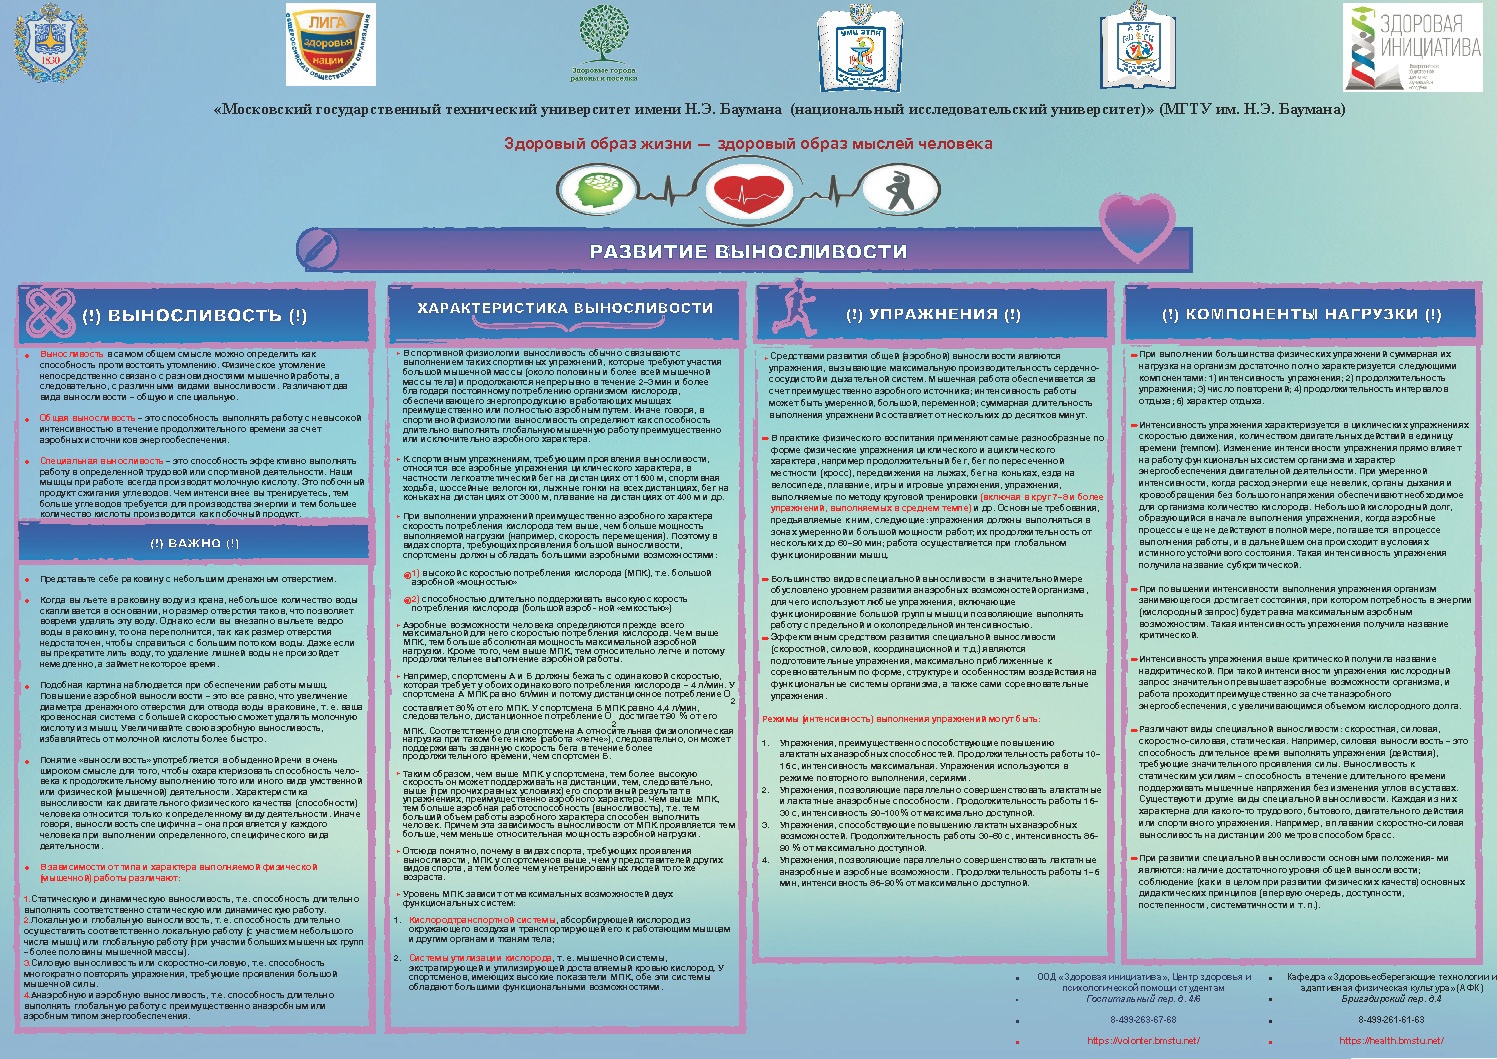 1830
ЛИГА
здоровья
нации
ОБЩЕРОССИЙСКАЯ ОБЩЕСТВЕННАЯ ОРГАНИЗАЦИЯ
Здоровые города
районы и поселки
УМЦ ЭТПН
АФК
ЗДОРОВАЯ
ИНИЦИАТИВА
«Московский государственный технический университет имени Н.Э. Баумана (национальный исследовательский университет)» (МГТУ им. Н.Э. Баумана)
Здоровый образ жизни — здоровый образ мыслей человека
РАЗВИТИЕ ВЫНОСЛИВОСТИ
(!) ВЫНОСЛИВОСТЬ (!)
Выносливость в самом общем смысле можно определить как
способность противостоять утомлению. Физическое утомление
непосредственно связано с разновидностями мышечной работы, а
следовательно, с различными видами выносливости. Различают два
вида выносливости – общую и специальную.
Общая выносливость – это способность выполнять работу с невысокой
интенсивностью в течение продолжительного времени за счет
аэробных источников энергообеспечения.
Специальная выносливость – это способность эффективно выполнять
работу в определенной трудовой или спортивной деятельности. Наши
мышцы при работе всегда производят молочную кислоту. Это побочный
продукт сжигания углеводов. Чем интенсивнее вы тренируетесь, тем
больше углеводов требуется для производства энергии и тем большее
количество кислоты производится как побочный продукт.
(!) ВАЖНО (!)
Представьте себе раковину с небольшим дренажным отверстием.
Когда вы льете в раковину воду из крана, небольшое количество воды
скапливается в основании, но размер отверстия таков, что позволяет
вовремя удалять эту воду. Однако если вы внезапно выльете ведро
воды в раковину, то она переполнится, так как размер отверстия
недостаточен, чтобы справиться с большим потоком воды. Даже если
вы прекратите лить воду, то удаление лишней воды не произойдет
немедленно, а займет некоторое время.
Подобная картина наблюдается при обеспечении работы мышц.
Повышение аэробной выносливости – это все равно, что увеличение
диаметра дренажного отверстия для отвода воды в раковине, т. е. ваша
кровеносная система с большей скоростью сможет удалять молочную
кислоту из мышц. Увеличивайте свою аэробную выносливость,
избавляйтесь от молочной кислоты более быстро.
Понятие «выносливость» употребляется в обыденной речи в очень
широком смысле для того, чтобы охарактеризовать способность чело-
века к продолжительному выполнению того или иного вида умственной
или физической (мышечной) деятельности. Характеристика
выносливости как двигательного физического качества (способности)
человека относится только к определенному виду деятельности. Иначе
говоря, выносливость специфична – она проявляется у каждого
человека при выполнении определенного, специфического вида
деятельности.
В зависимости от типа и характера выполняемой физической
(мышечной) работы различают:
1.Статическую и динамическую выносливость, т.е. способность длительно
выполнять соответственно статическую или динамическую работу.
2.Локальную и глобальную выносливость, т. е. способность длительно
осуществлять соответственно локальную работу (с участием небольшого
числа мышц) или глобальную работу (при участии больших мышечных групп
– более половины мышечной массы).
3.Силовую выносливость или скоростно-силовую, т.е. способность
многократно повторять упражнения, требующие проявления большой
мышечной силы.
4.Анаэробную и аэробную выносливость, т.е. способность длительно
выполнять глобальную работу с преимущественно анаэробным или
аэробным типом энергообеспечения.
ХАРАКТЕРИСТИКА ВЫНОСЛИВОСТИ
В спортивной физиологии выносливость обычно связывают с
выполнением таких спортивных упражнений, которые требуют участия
большой мышечной массы (около половины и более всей мышечной
массы тела) и продолжаются непрерывно в течение 2–3мин и более
благодаря постоянному потреблению организмом кислорода,
обеспечивающего энергопродукцию в работающих мышцах
преимущественно или полностью аэробным путем. Иначе говоря, в
спортивной физиологии выносливость определяют как способность
длительно выполнять глобальную мышечную работу преимущественно
или исключительно аэробного характера.
К спортивным упражнениям, требующим проявления выносливости,
относятся все аэробные упражнения циклического характера, в
частности легкоатлетический бег на дистанциях от 1500 м, спортивная
ходьба, шоссейные велогонки, лыжные гонки на всех дистанциях, бег на
коньках на дистанциях от 3000 м, плавание на дистанциях от 400 м и др.
При выполнении упражнений преимущественно аэробного характера
скорость потребления кислорода тем выше, чем больше мощность
выполняемой нагрузки (например, скорость перемещения). Поэтому в
видах спорта, требующих проявления большой выносливости,
спортсмены должны обладать большими аэробными возможностями:
1) высокой скоростью потребления кислорода (МПК), т.е. большой
аэробной «мощностью»
2) способностью длительно поддерживать высокую скорость
потребления кислорода (большой аэроб- ной «емкостью»)
Аэробные возможности человека определяются прежде всего
максимальной для него скоростью потребления кислорода. Чем выше
МПК, тем больше абсолютная мощность максимальной аэробной
нагрузки. Кроме того, чем выше МПК, тем относительно легче и потому
продолжительнее выполнение аэробной работы.
Например, спортсмены А и Б должны бежать с одинаковой скоростью,
которая требует у обоих одинакового потребления кислорода – 4 л/мин. У
спортсмена А МПК равно 5л/мин и потому дистанционное потребление O2
составляет 80% от его МПК. У спортсмена Б МПК равно 4,4 л/мин,
следовательно, дистанционное потребление O2 достигает 90 % от его
МПК. Соответственно для спортсмена А относительная физиологическая
нагрузка при таком беге ниже (работа «легче»), следовательно, он может
поддерживать заданную скорость бега в течение более
продолжительного времени, чем спортсмен Б.
Таким образом, чем выше МПК у спортсмена, тем более высокую
скорость он может поддерживать на дистанции, тем, следовательно,
выше (при прочих равных условиях) его спортивный результат в
упражнениях, преимущественно аэробного характера. Чем выше МПК,
тем больше аэробная работоспособность (выносливость), т.е. тем
больший объем работы аэробного характера способен выполнить
человек. Причем эта зависимость выносливости от МПК проявляется тем
больше, чем меньше относительная мощность аэробной нагрузки.
Отсюда понятно, почему в видах спорта, требующих проявления
выносливости, МПК у спортсменов выше, чем у представителей других
видов спорта, а тем более чем у нетренированных людей того же
возраста.
Уровень МПК зависит от максимальных возможностей двух
функциональных систем:
1. Кислородтранспортной системы, абсорбирующей кислород из
окружающего воздуха и транспортирующей его к работающим мышцам
и другим органам и тканям тела;
2. Системы утилизации кислорода, т. е. мышечной системы,
экстрагирующей и утилизирующей доставляемый кровью кислород. У
спортсменов, имеющих высокие показатели МПК, обе эти системы
обладают большими функциональными возможностями.
(!) УПРАЖНЕНИЯ (!)
Средствами развития общей (аэробной) выносливости являются
упражнения, вызывающие максимальную производительность сердечно-
сосудистой и дыхательной систем. Мышечная работа обеспечивается за
счет преимущественно аэробного источника; интенсивность работы
может быть умеренной, большой, переменной; суммарная длительность
выполнения упражнений составляет от нескольких до десятков минут.
В практике физического воспитания применяют самые разнообразные по
форме физические упражнения циклического и ациклического
характера, например продолжительный бег, бег по пересеченной
местности (кросс), передвижения на лыжах, бег на коньках, езда на
велосипеде, плавание, игры и игровые упражнения, упражнения,
выполняемые по методу круговой тренировки (включая в круг 7–8 и более
упражнений, выполняемых в среднем темпе) и др. Основные требования,
предъявляемые к ним, следующие: упражнения должны выполняться в
зонах умеренной и большой мощности работ; их продолжительность от
нескольких до 60–90 мин; работа осуществляется при глобальном
функционировании мышц.
Большинство видов специальной выносливости в значительной мере
обусловлено уровнем развития анаэробных возможностей организма,
для чего используют любые упражнения, включающие
функционирование большой группы мышц и позволяющие выполнять
работу с предельной и околопредельной интенсивностью.
Эффективным средством развития специальной выносливости
(скоростной, силовой, координационной и т.д.) являются
подготовительные упражнения, максимально приближенные к
соревновательным по форме, структуре и особенностям воздействия на
функциональные системы организма, а также сами соревновательные
упражнения.
Режимы (интенсивность) выполнения упражнений могут быть:
1. Упражнения, преимущественно способствующие повышению
алактатных анаэробных способностей. Продолжительность работы 10–
15 с, интенсивность максимальная. Упражнения используются в
режиме повторного выполнения, сериями.
2. Упражнения, позволяющие параллельно совершенствовать алактатные
и лактатные анаэробные способности. Продолжительность работы 15–
30 с, интенсивность 90–100% от максимально доступной.
3. Упражнения, способствующие повышению лактатных анаэробных
возможностей. Продолжительность работы 30–60 с, интенсивность 85–
90 % от максимально доступной.
4. Упражнения, позволяющие параллельно совершенствовать лактатные
анаэробные и аэробные возможности. Продолжительность работы 1–5
мин, интенсивность 85–90% от максимально доступной.
(!) КОМПОНЕНТЫ НАГРУЗКИ (!)
При выполнении большинства физических упражнений суммарная их
нагрузка на организм достаточно полно характеризуется следующими
компонентами: 1) интенсивность упражнения; 2) продолжительность
упражнения; 3) число повторений; 4) продолжительность интервалов
отдыха; 5) характер отдыха.
Интенсивность упражнения характеризуется в циклических упражнениях
скоростью движения, количеством двигательных действий в единицу
времени (темпом). Изменение интенсивности упражнения прямо влияет
на работу функциональных систем организма и характер
энергообеспечения двигательной деятельности. При умеренной
интенсивности, когда расход энергии еще невелик, органы дыхания и
кровообращения без большого напряжения обеспечивают необходимое
для организма количество кислорода. Небольшой кислородный долг,
образующийся в начале выполнения упражнения, когда аэробные
процессы еще не действуют в полной мере, погашается в процессе
выполнения работы, и в дальнейшем она происходит в условиях
истинного устойчивого состояния. Такая интенсивность упражнения
получила название субкритической.
При повышении интенсивности выполнения упражнения организм
занимающегося достигает состояния, при котором потребность в энергии
(кислородный запрос) будет равна максимальным аэробным
возможностям. Такая интенсивность упражнения получила название
критической.
Интенсивность упражнения выше критической получила название
надкритической. При такой интенсивности упражнения кислородный
запрос значительно превышает аэробные возможности организма, и
работа проходит преимущественно за счет анаэробного
энергообеспечения, с увеличивающимся объемом кислородного долга.
Различают виды специальной выносливости: скоростная, силовая,
скоростно-силовая, статическая. Например, силовая выносливость – это
способность длительное время выполнять упражнения (действия),
требующие значительного проявления силы. Выносливость к
статическим усилиям – способность в течение длительного времени
поддерживать мышечные напряжения без изменения углов в суставах.
Существуют и другие виды специальной выносливости. Каждая из них
характерна для какого-то трудового, бытового, двигательного действия
или спортивного упражнения. Например, в плавании скоростно-силовая
выносливость на дистанции 200 метров способом брасс.
При развитии специальной выносливости основными положения- ми
являются: наличие достаточного уровня общей выносливости;
соблюдение (как и в целом при развитии физических качеств) основных
дидактических принципов (в первую очередь, доступности,
постепенности, систематичности и т. п.).
ООД «Здоровая инициатива», Центр здоровья и
психологической помощи студентам
Госпитальный пер. д. 4/6
8-499-263-67-68
https://volonter.bmstu.net/
Кафедра «Здоровьесберегающие технологии и
адаптивная физическая культура» (АФК)
Бригадирский пер. д.4
8-499-261-61-63
https://health.bmstu.net/